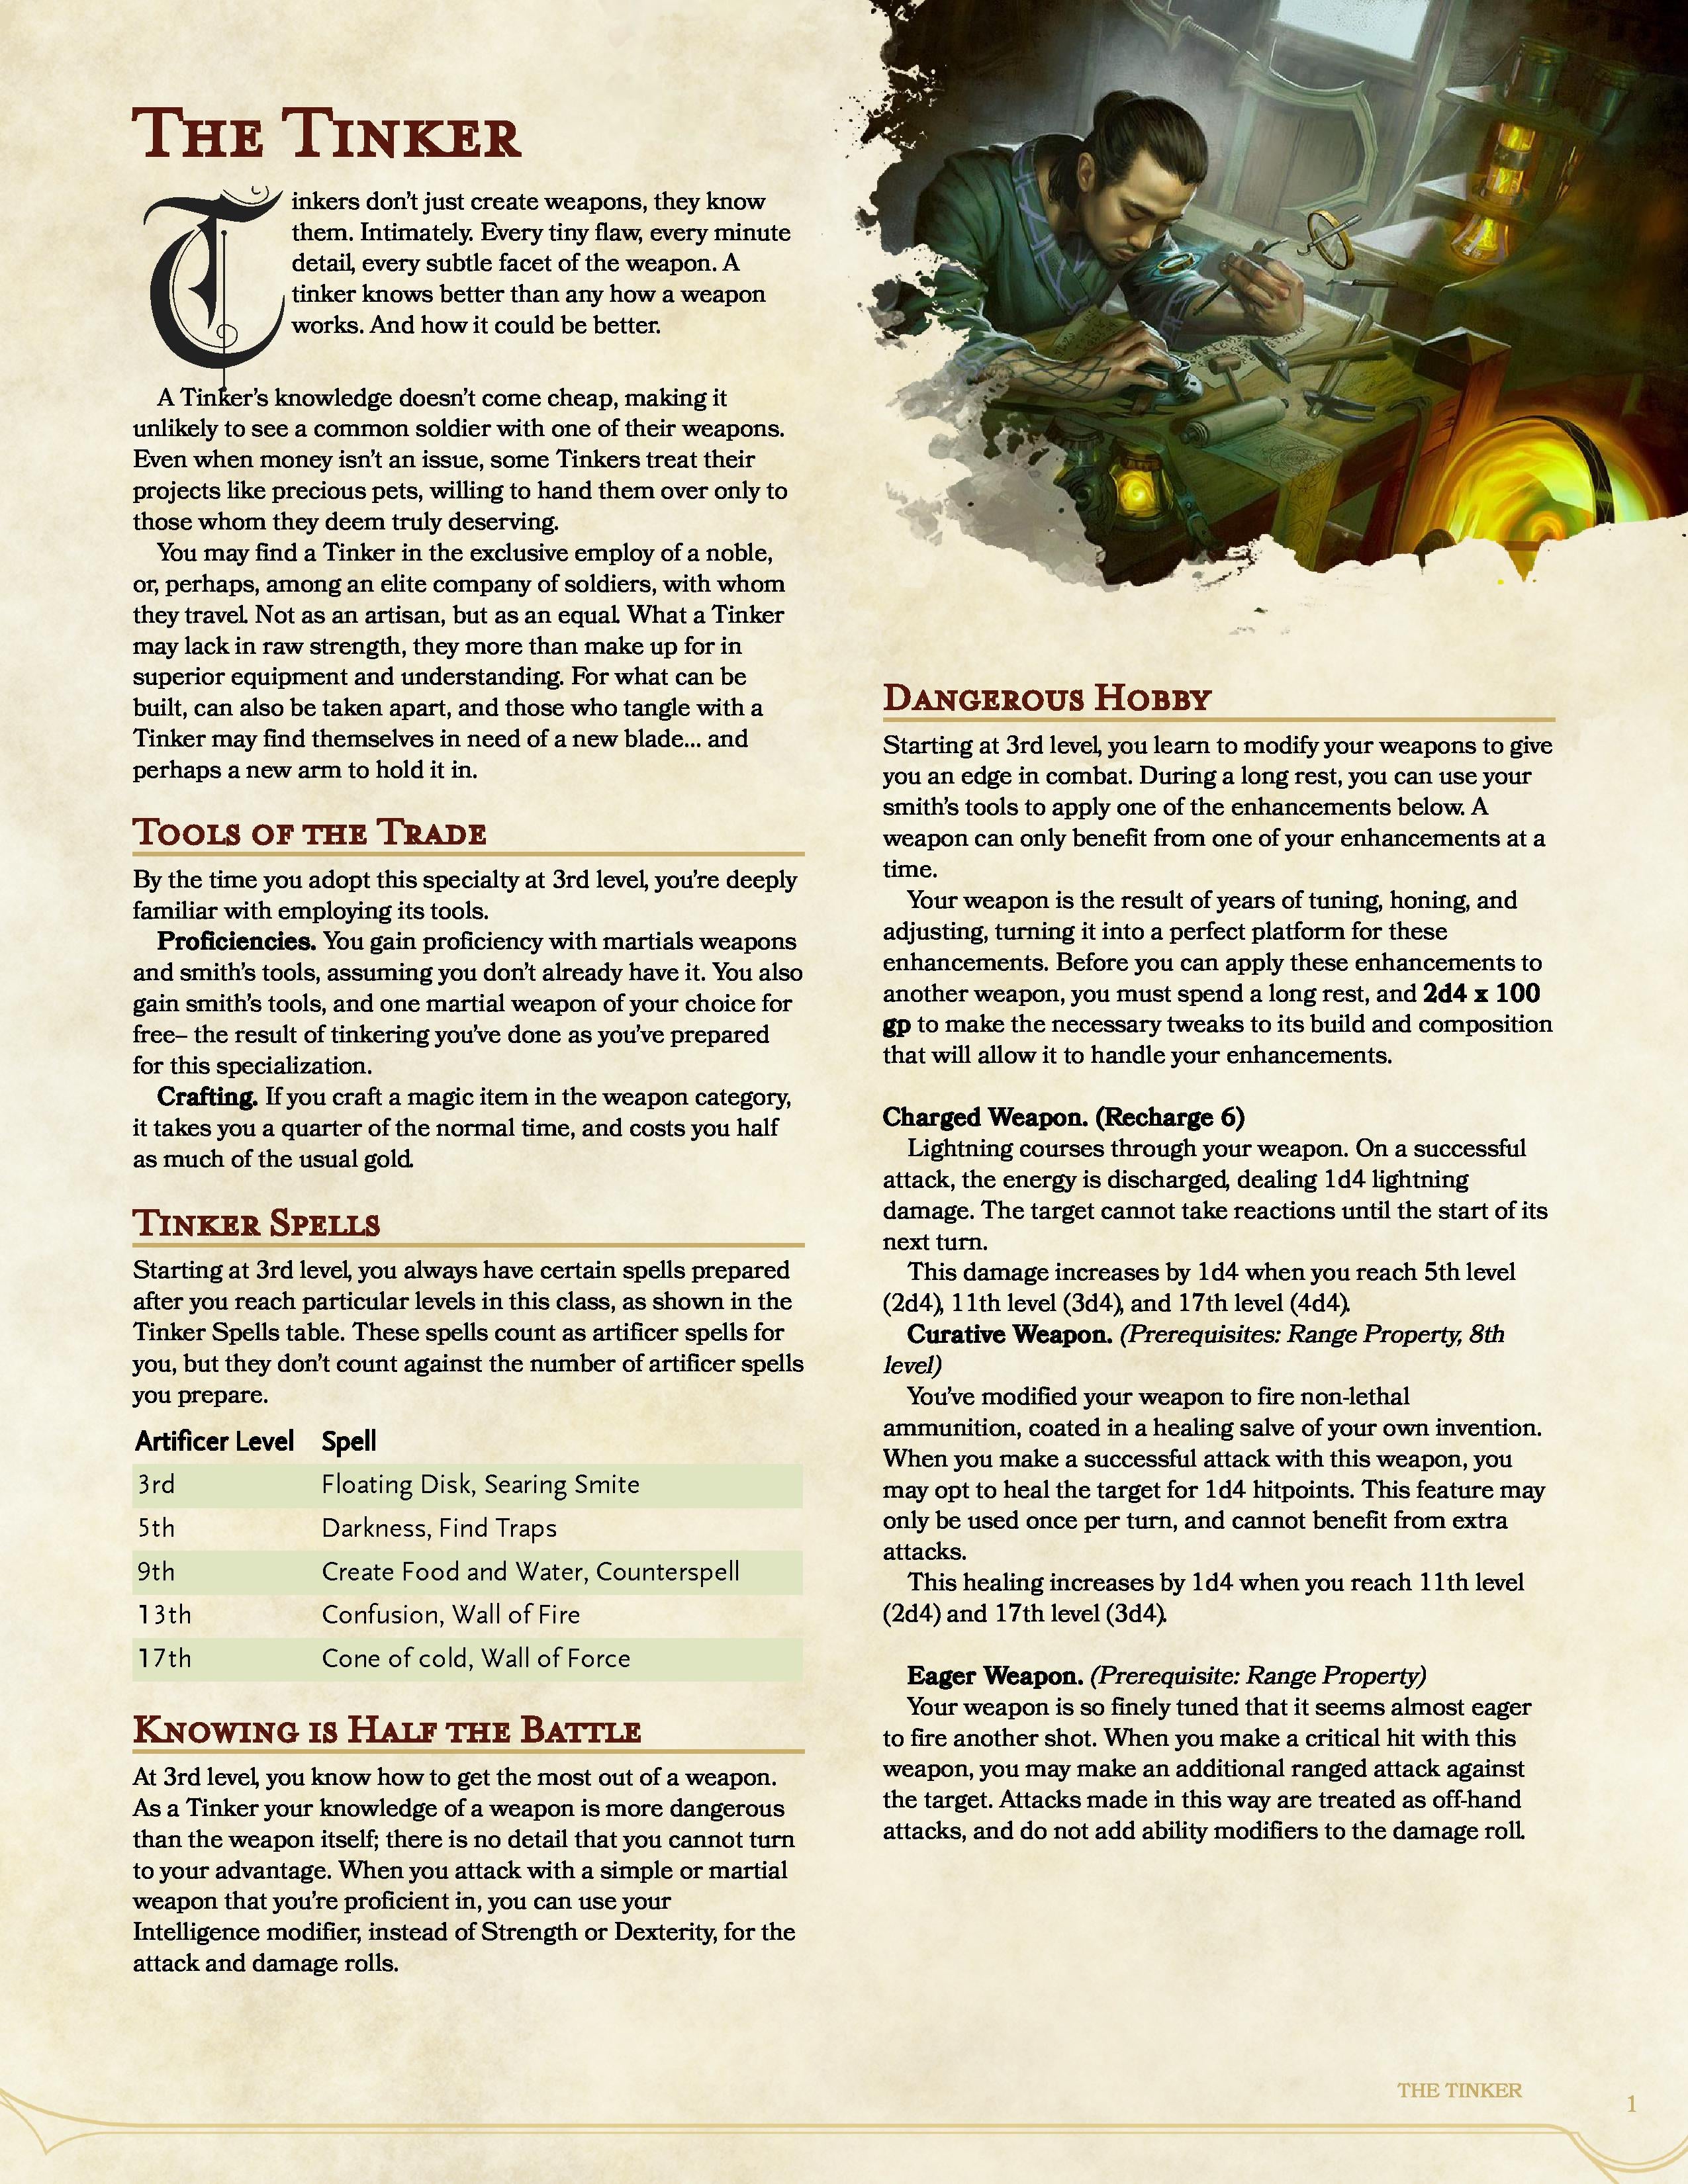 THE TINKER
Tinkers don't just create weapons, they know
them. Intimately. Every tiny flaw, every minute
detail, every subtle facet of the weapon. A
tinker knows better than any how a weapon
works. And how it could be better.
A Tinker's knowledge doesn't come cheap, making it
unlikely to see a common soldier with one of their weapons.
Even when money isn't an issue, some Tinkers treat their
projects like precious pets, willing to hand them over only to
those whom they deem truly deserving.
You may find a Tinker in the exclusive employ of a noble,
or, perhaps, among an elite company of soldiers, with whom
they travel. Not as an artisan, but as an equal. What a Tinker
may lack in raw strength, they more than make up for in
superior equipment and understanding. For what can be
built, can also be taken apart, and those who tangle with a
Tinker may find themselves in need of a new blade... and
perhaps a new arm to hold it in.
TOOLS OF THE TRADE
By the time you adopt this specialty at 3rd level, you're deeply
familiar with employing its tools.
Proficiencies. You gain proficiency with martials weapons
and smith's tools, assuming you don't already have it. You also
gain smith's tools, and one martial weapon of your choice for
free– the result of tinkering you've done as you've prepared
for this specialization.
Crafting. If you craft a magic item in the weapon category,
it takes you a quarter of the normal time, and costs you half
as much of the usual gold.
TINKER SPELLS
Starting at 3rd level, you always have certain spells prepared
after you reach particular levels in this class, as shown in the
Tinker Spells table. These spells count as artificer spells for
you, but they don't count against the number of artificer spells
you prepare.
Artificer Level Spell
3rd Floating Disk, Searing Smite
5th Darkness, Find Traps
9th Create Food and Water, Counterspell
13th Confusion, Wall of Fire
17th Cone of cold, Wall of Force
KNOWING IS HALF THE BATTLE
At 3rd level, you know how to get the most out of a weapon.
As a Tinker your knowledge of a weapon is more dangerous
than the weapon itself; there is no detail that you cannot turn
to your advantage. When you attack with a simple or martial
weapon that you're proficient in, you can use your
Intelligence modifier, instead of Strength or Dexterity, for the
attack and damage rolls.
DANGEROUS HOBBY
Starting at 3rd level, you learn to modify your weapons to give
you an edge in combat. During a long rest, you can use your
smith's tools to apply one of the enhancements below. A
weapon can only benefit from one of your enhancements at a
time.
Your weapon is the result of years of tuning, honing, and
adjusting, turning it into a perfect platform for these
enhancements. Before you can apply these enhancements to
another weapon, you must spend a long rest, and 2d4 x 100
gp to make the necessary tweaks to its build and composition
that will allow it to handle your enhancements.
Charged Weapon. (Recharge 6)
Lightning courses through your weapon. On a successful
attack, the energy is discharged, dealing 1d4 lightning
damage. The target cannot take reactions until the start of its
next turn.
This damage increases by 1d4 when you reach 5th level
(2d4), 11th level (3d4), and 17th level (4d4).
Curative Weapon. (Prerequisites: Range Property, 8th
level)
You've modified your weapon to fire non-lethal
ammunition, coated in a healing salve of your own invention.
When you make a successful attack with this weapon, you
may opt to heal the target for 1d4 hitpoints. This feature may
only be used once per turn, and cannot benefit from extra
attacks.
This healing increases by 1d4 when you reach 11th level
(2d4) and 17th level (3d4).
Eager Weapon. (Prerequisite: Range Property)
Your weapon is so finely tuned that it seems almost eager
to fire another shot. When you make a critical hit with this
weapon, you may make an additional ranged attack against
the target. Attacks made in this way are treated as off-hand
attacks, and do not add ability modifiers to the damage roll.
THE TINKER
1